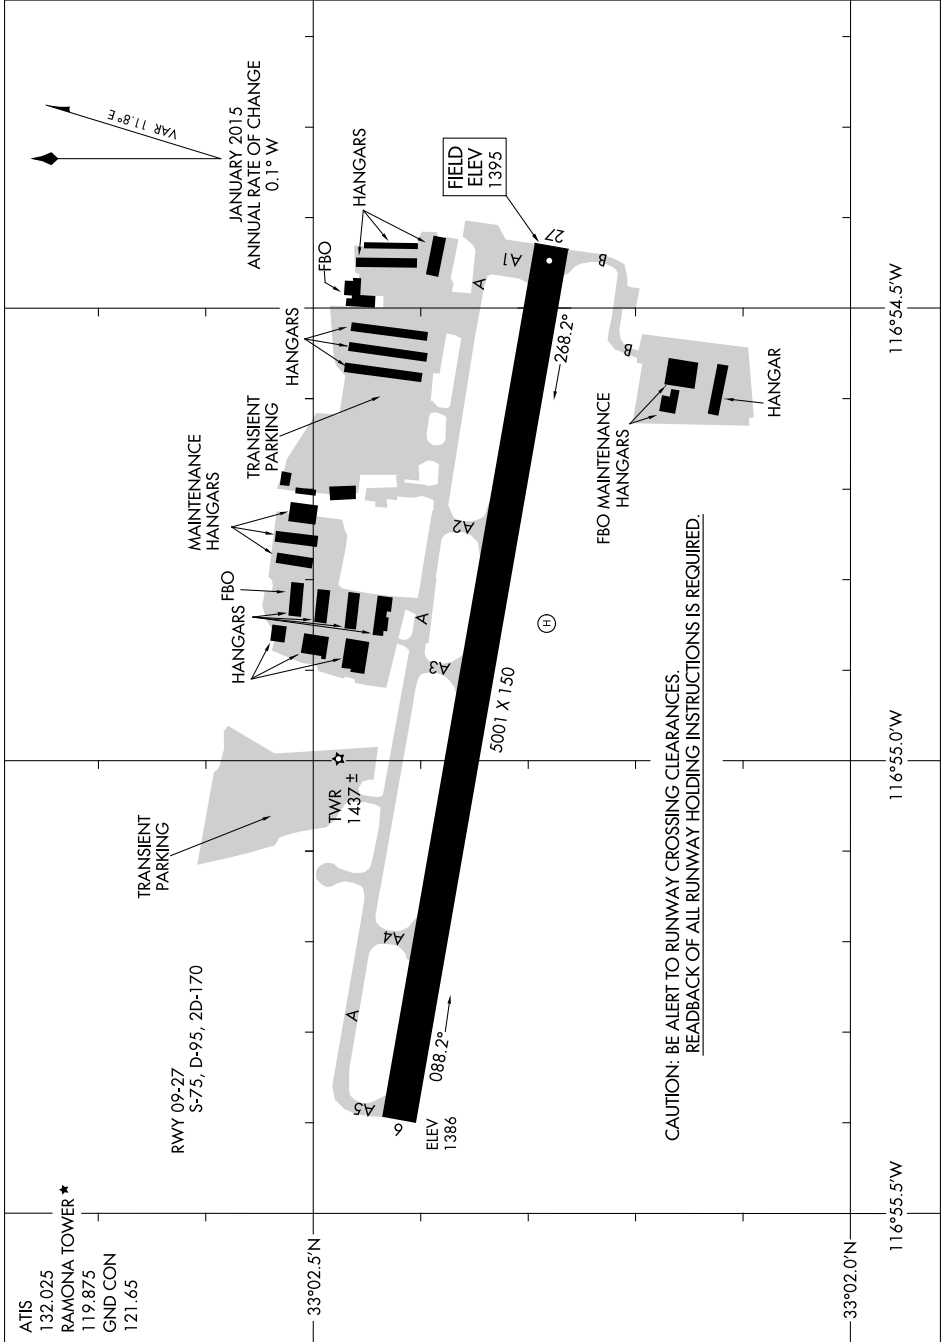 ATIS
132.025
RAMONA TOWER★
119.875
GND CON
121.65
RWY 09-27
S-75, D-95, 2D-170
TRANSIENT
PARKING
HANGARS
FBO
MAINTENANCE
HANGARS
TRANSIENT
PARKING
HANGARS
FBO
HANGARS
JANUARY 2015
ANNUAL RATE OF CHANGE
0.1° W
VAR 11.8° E
FIELD
ELEV
1395
TWR
1437 ±
A5
A
A4
A3
A
A2
A
A1
9
ELEV
1386
088.2°
5001 X 150
268.2°
27
H
B
B
FBO MAINTENANCE
HANGARS
HANGAR
CAUTION: BE ALERT TO RUNWAY CROSSING CLEARANCES.
READBACK OF ALL RUNWAY HOLDING INSTRUCTIONS IS REQUIRED.
33°02.5'N
33°02.0'N
116°55.5'W
116°55.0'W
116°54.5'W